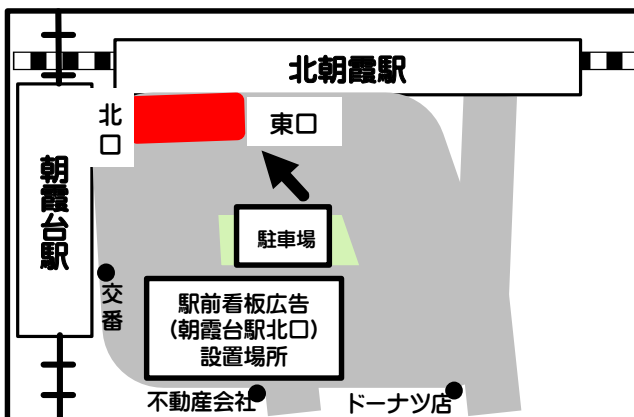 北朝霞駅
北口
東口
朝霞台駅
駐車場
交番
駅前看板広告
(朝霞台駅北口)
設置場所
不動産会社
ドーナツ店